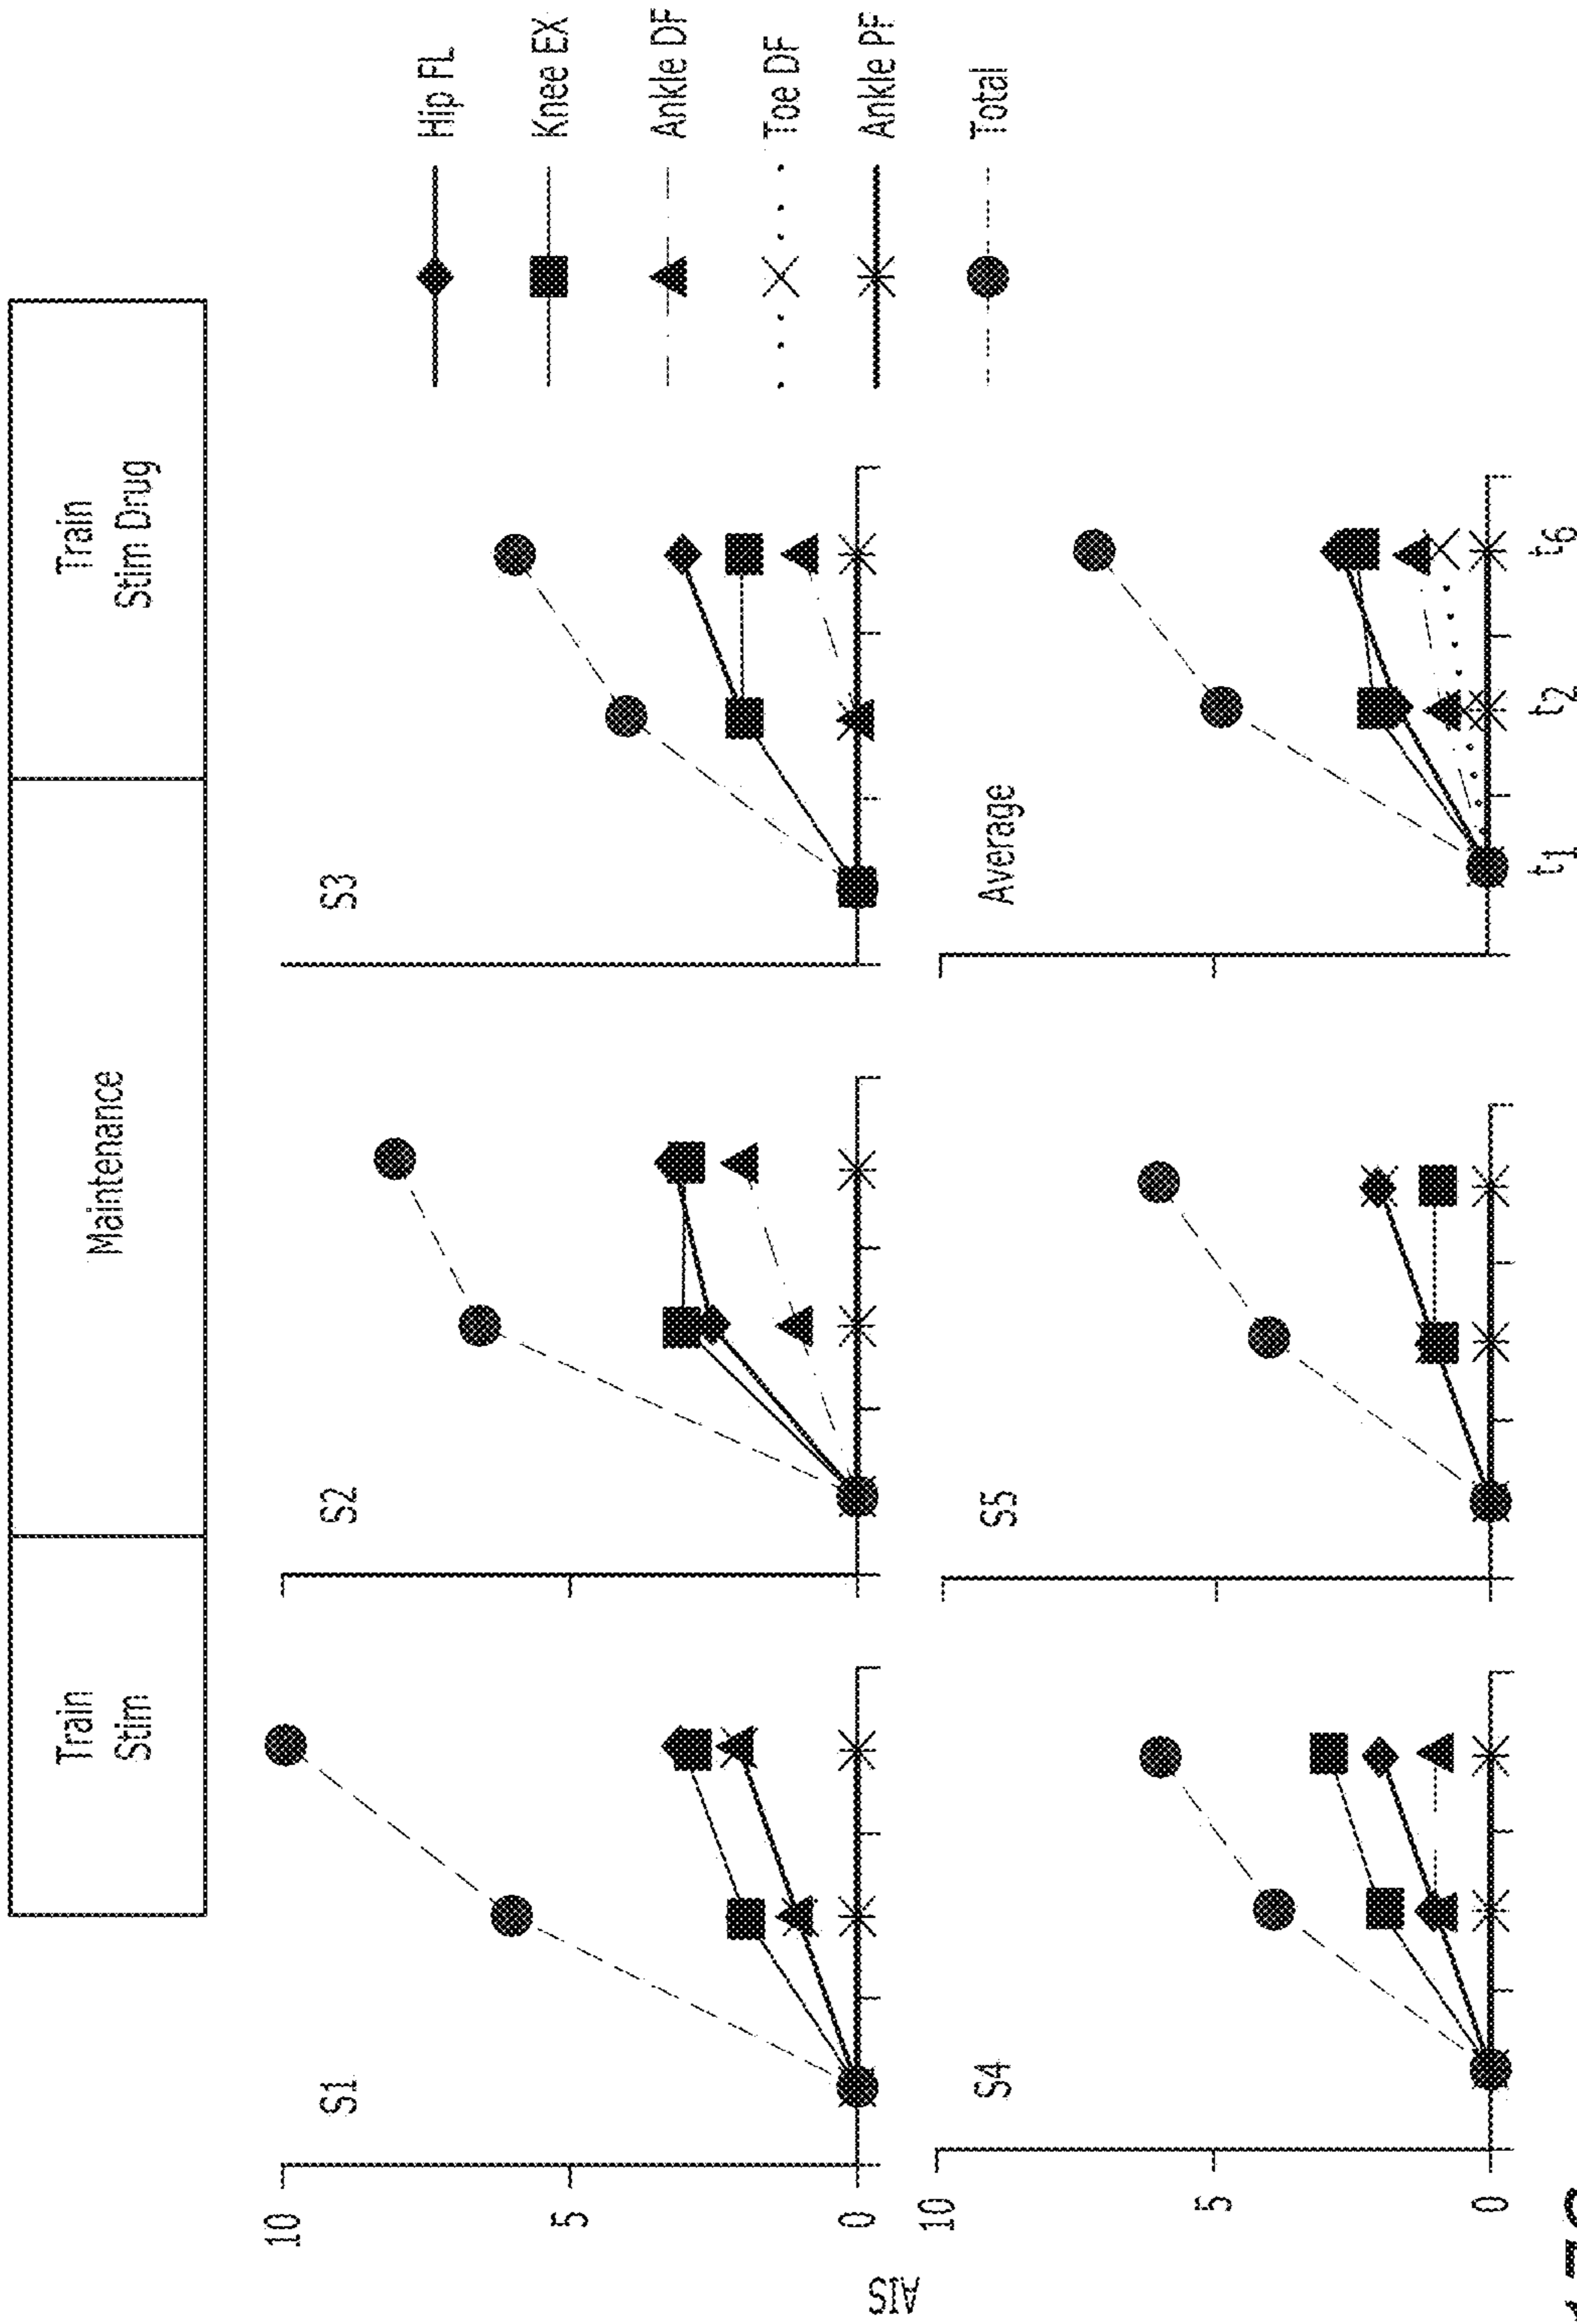 Train
Stim
Maintenance
Train
Stim Drug
S1
S2
S3
10
5
0
AIS
S4
S5
Average
10
5
0
t1
t2
t6
Hip FL
Knee EX
Ankle DF
Toe DF
Ankle PF
Total